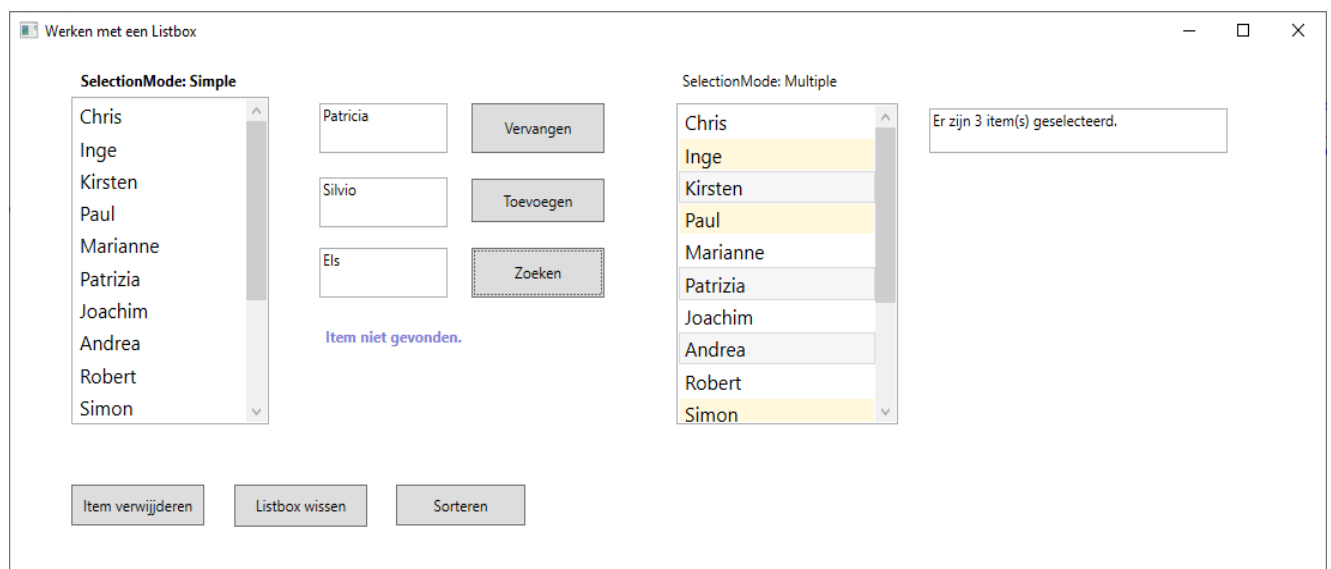 Werken met een Listbox
SelectionMode: Simple
Chris
Inge
Kirsten
Paul
Marianne
Patrizia
Joachim
Andrea
Robert
Simon
Patricia
Vervangen
Silvio
Toevoegen
Els
Zoeken
Item niet gevonden.
SelectionMode: Multiple
Chris
Inge
Kirsten
Paul
Marianne
Patrizia
Joachim
Andrea
Robert
Simon
Er zijn 3 item(s) geselecteerd.
Item verwijjderen
Listbox wissen
Sorteren